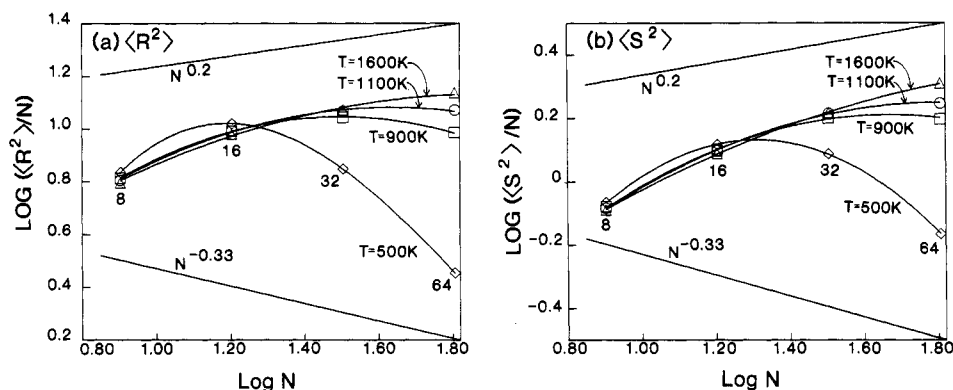 (a) ⟨R²⟩
LOG (⟨R²⟩/N)
1.4
1.2
1.0
0.8
0.6
0.4
0.2
N^0.2
T=1600K
T=1100K
T=900K
T=500K
N^-0.33
8
16
32
64
0.80 1.00 1.20 1.40 1.60 1.80
Log N
(b) ⟨S²⟩
LOG (⟨S²⟩/N)
0.4
0.2
0
-0.2
-0.4
N^0.2
T=1600K
T=1100K
T=900K
T=500K
N^-0.33
8
16
32
64
0.80 1.00 1.20 1.40 1.60 1.80
Log N